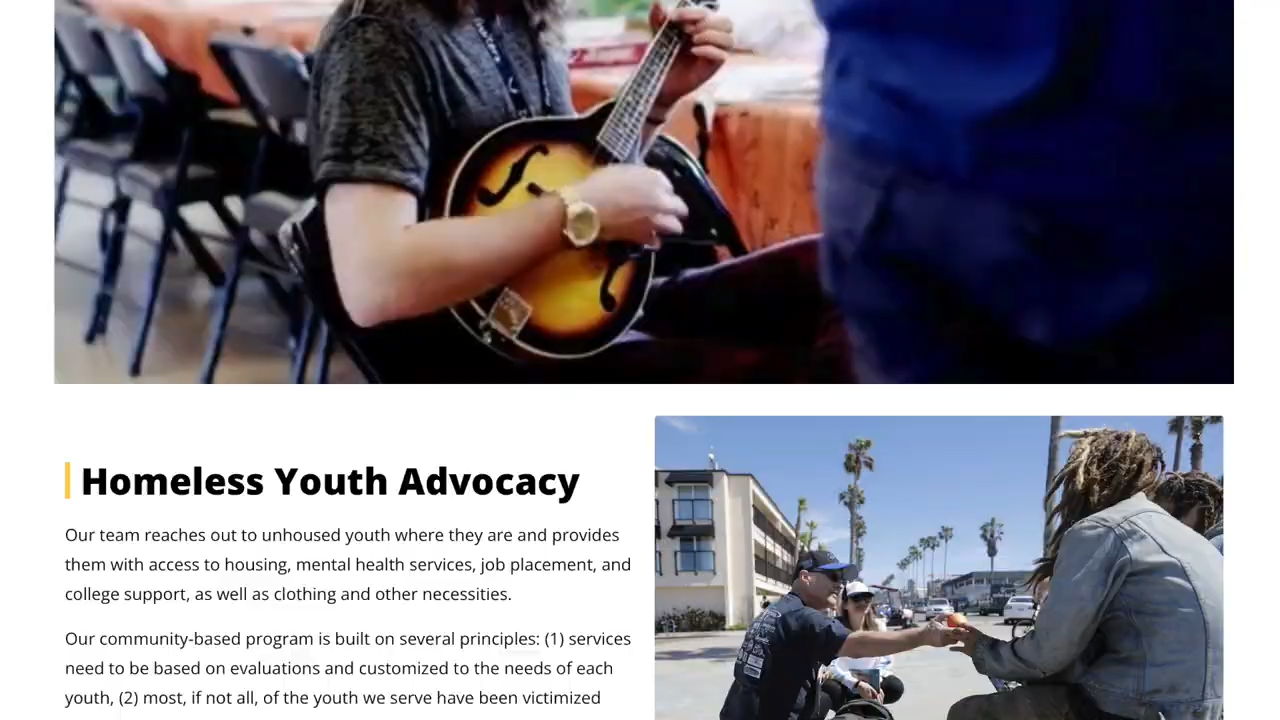 Homeless Youth Advocacy
Our team reaches out to unhoused youth where they are and provides
them with access to housing, mental health services, job placement, and
college support, as well as clothing and other necessities.
Our community-based program is built on several principles: (1) services
need to be based on evaluations and customized to the needs of each
youth, (2) most, if not all, of the youth we serve have been victimized